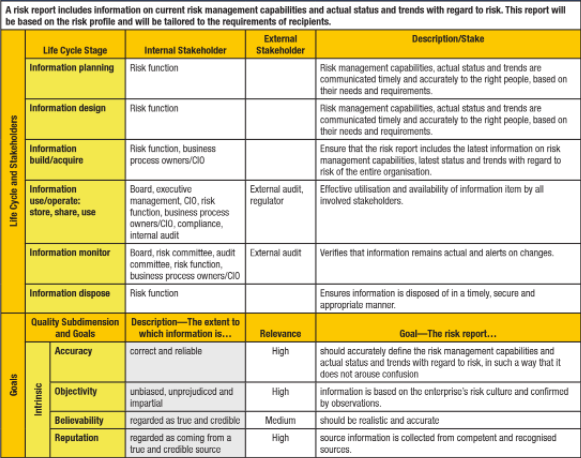 A risk report includes information on current risk management capabilities and actual status and trends with regard to risk. This report
will be based on the risk profile and will be tailored to the requirements of recipients.
Life Cycle and Stakeholders
Life Cycle Stage
Internal Stakeholder
External
Stakeholder
Description/Stake
Information planning
Risk function
Risk management capabilities, actual status and trends are
communicated timely and accurately to the right people, based on
their needs and requirements.
Information design
Risk function
Risk management capabilities, actual status and trends are
communicated timely and accurately to the right people, based on
their needs and requirements.
Information
build/acquire
Risk function, business
process owners/CIO
Ensure that the risk report includes the latest information on risk
management capabilities, latest status and trends with regard to
risk of the entire organisation.
Information
use/operate:
store, share, use
Board, executive
management, CIO, risk
function, business process
owners/CIO, compliance,
internal audit
External audit,
regulator
Effective utilisation and availability of information item by all
involved stakeholders.
Information monitor
Board, risk committee, audit
committee, risk function,
business process owners/CIO
External audit
Verifies that information remains actual and alerts on changes.
Information dispose
Risk function
Ensures information is disposed of in a timely, secure and
appropriate manner.
Goals
Quality Subdimension
and Goals
Description—The extent to
which information is…
Relevance
Goal—The risk report…
Intrinsic
Accuracy
correct and reliable
High
should accurately define the risk management capabilities and
actual status and trends with regard to risk, in such a way that it
does not arouse confusion
Objectivity
unbiased, unprejudiced and
impartial
High
information is based on the enterprise's risk culture and confirmed
by observations.
Believability
regarded as true and credible
Medium
should be realistic and accurate
Reputation
regarded as coming from a
true and credible source
High
source information is collected from competent and recognised
sources.